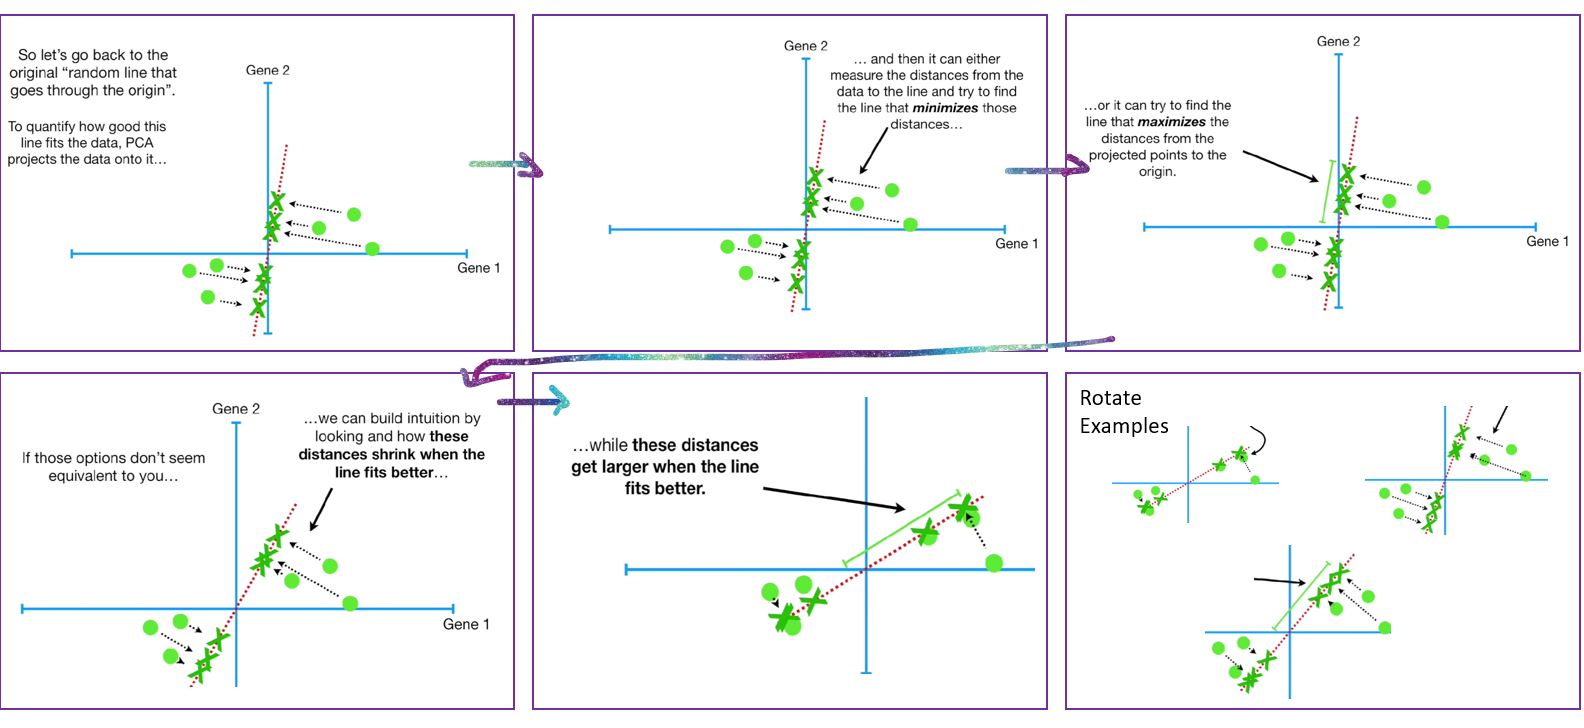 So let's go back to the
original “random line that
goes through the origin”.
To quantify how good this
line fits the data, PCA
projects the data onto it…
Gene 2
Gene 1
Gene 2
… and then it can either
measure the distances from the
data to the line and try to find
the line that minimizes those
distances…
Gene 1
Gene 2
…or it can try to find the
line that maximizes the
distances from the
projected points to the
origin.
Gene 1
If those options don't seem
equivalent to you…
Gene 2
…we can build intuition by
looking and how these
distances shrink when the
line fits better…
Gene 1
…while these distances
get larger when the line
fits better.
Rotate
Examples